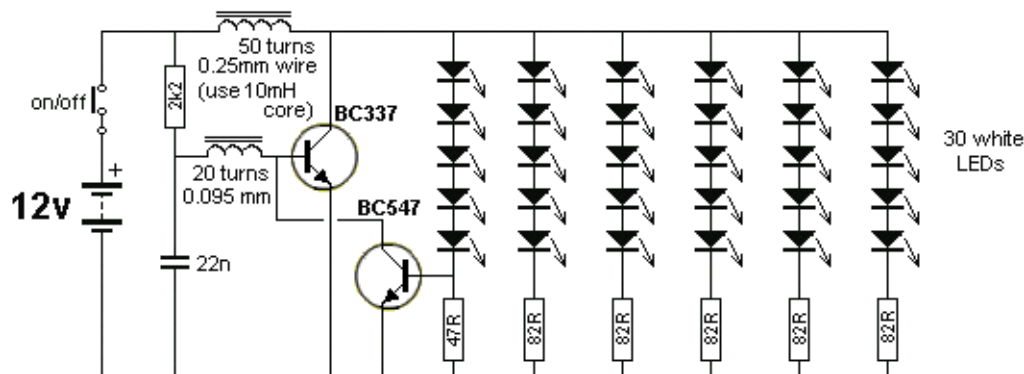 50 turns
0.25mm wire
(use 10mH
core)
on/off
2k2
BC337
+
20 turns
0.095 mm
12v
BC547
22n
30 white
LEDs
47R
82R
82R
82R
82R
82R